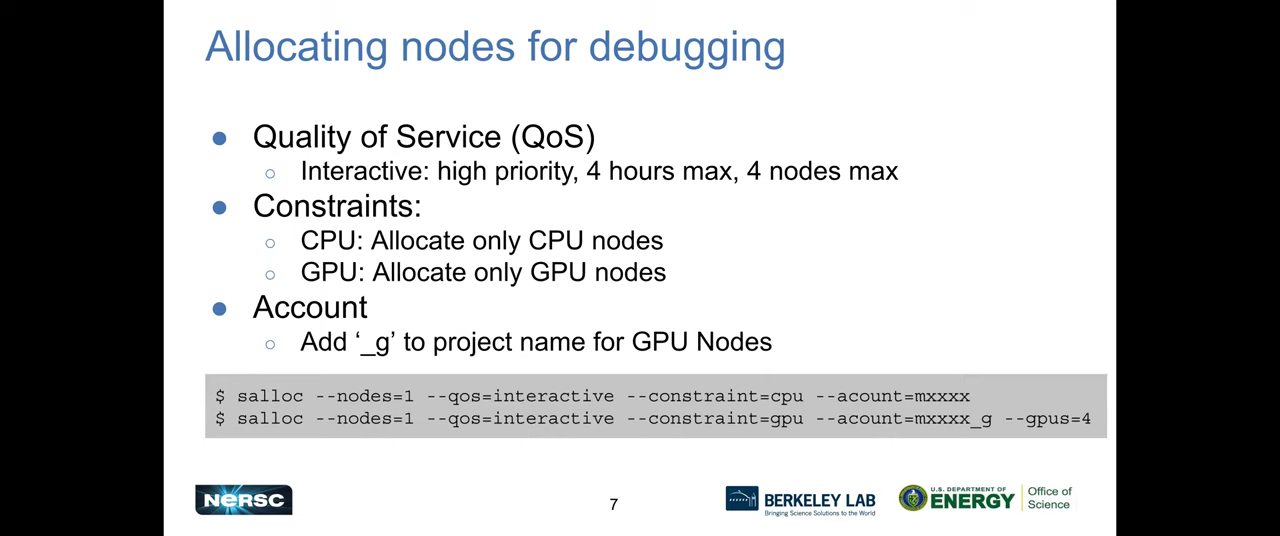 Allocating nodes for debugging
● Quality of Service (QoS)
○ Interactive: high priority, 4 hours max, 4 nodes max
● Constraints:
○ CPU: Allocate only CPU nodes
○ GPU: Allocate only GPU nodes
● Account
○ Add ‘_g’ to project name for GPU Nodes
$ salloc --nodes=1 --qos=interactive --constraint=cpu --acount=mxxxx
$ salloc --nodes=1 --qos=interactive --constraint=gpu --acount=mxxxx_g --gpus=4
NERSC
7
BERKELEY LAB
Bringing Science Solutions to the World
U.S. DEPARTMENT OF
ENERGY
Office of
Science